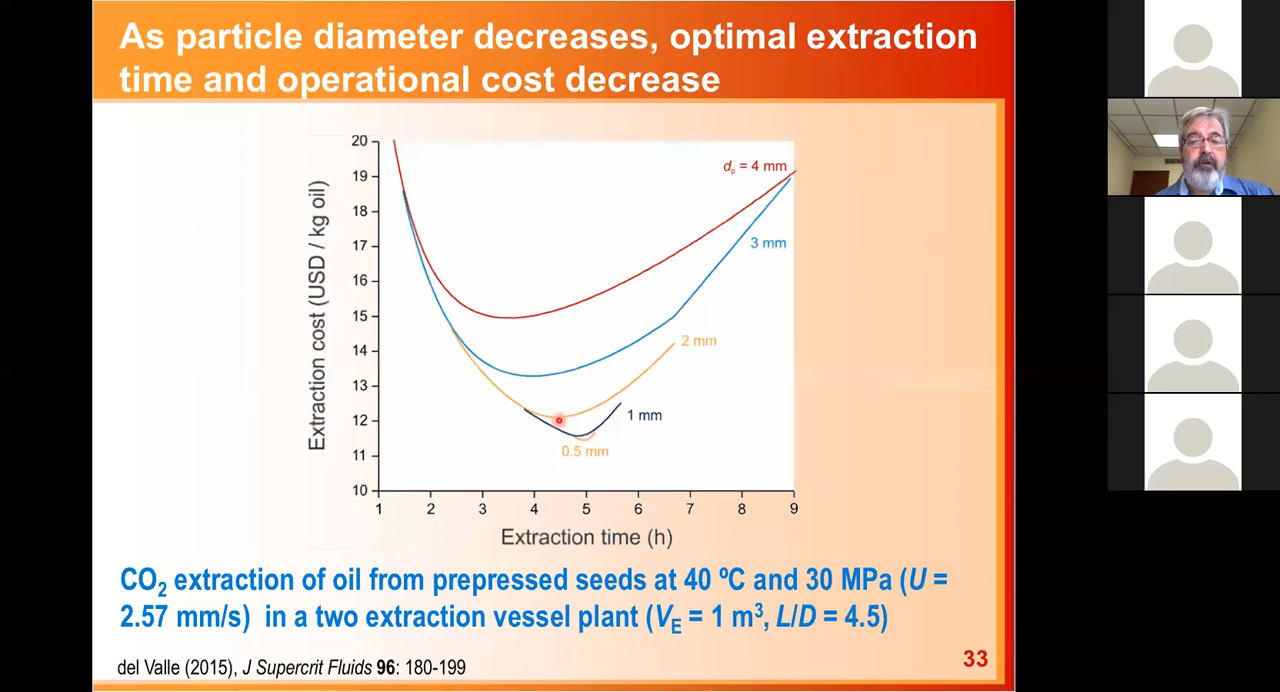 As particle diameter decreases, optimal extraction
time and operational cost decrease
20
19
18
17
16
15
14
13
12
11
10
Extraction cost (USD / kg oil)
dₚ = 4 mm
3 mm
2 mm
1 mm
0.5 mm
1 2 3 4 5 6 7 8 9
Extraction time (h)
CO₂ extraction of oil from prepressed seeds at 40 ºC and 30 MPa (U =
2.57 mm/s) in a two extraction vessel plant (V_E = 1 m³, L/D = 4.5)
del Valle (2015), J Supercrit Fluids 96: 180-199
33